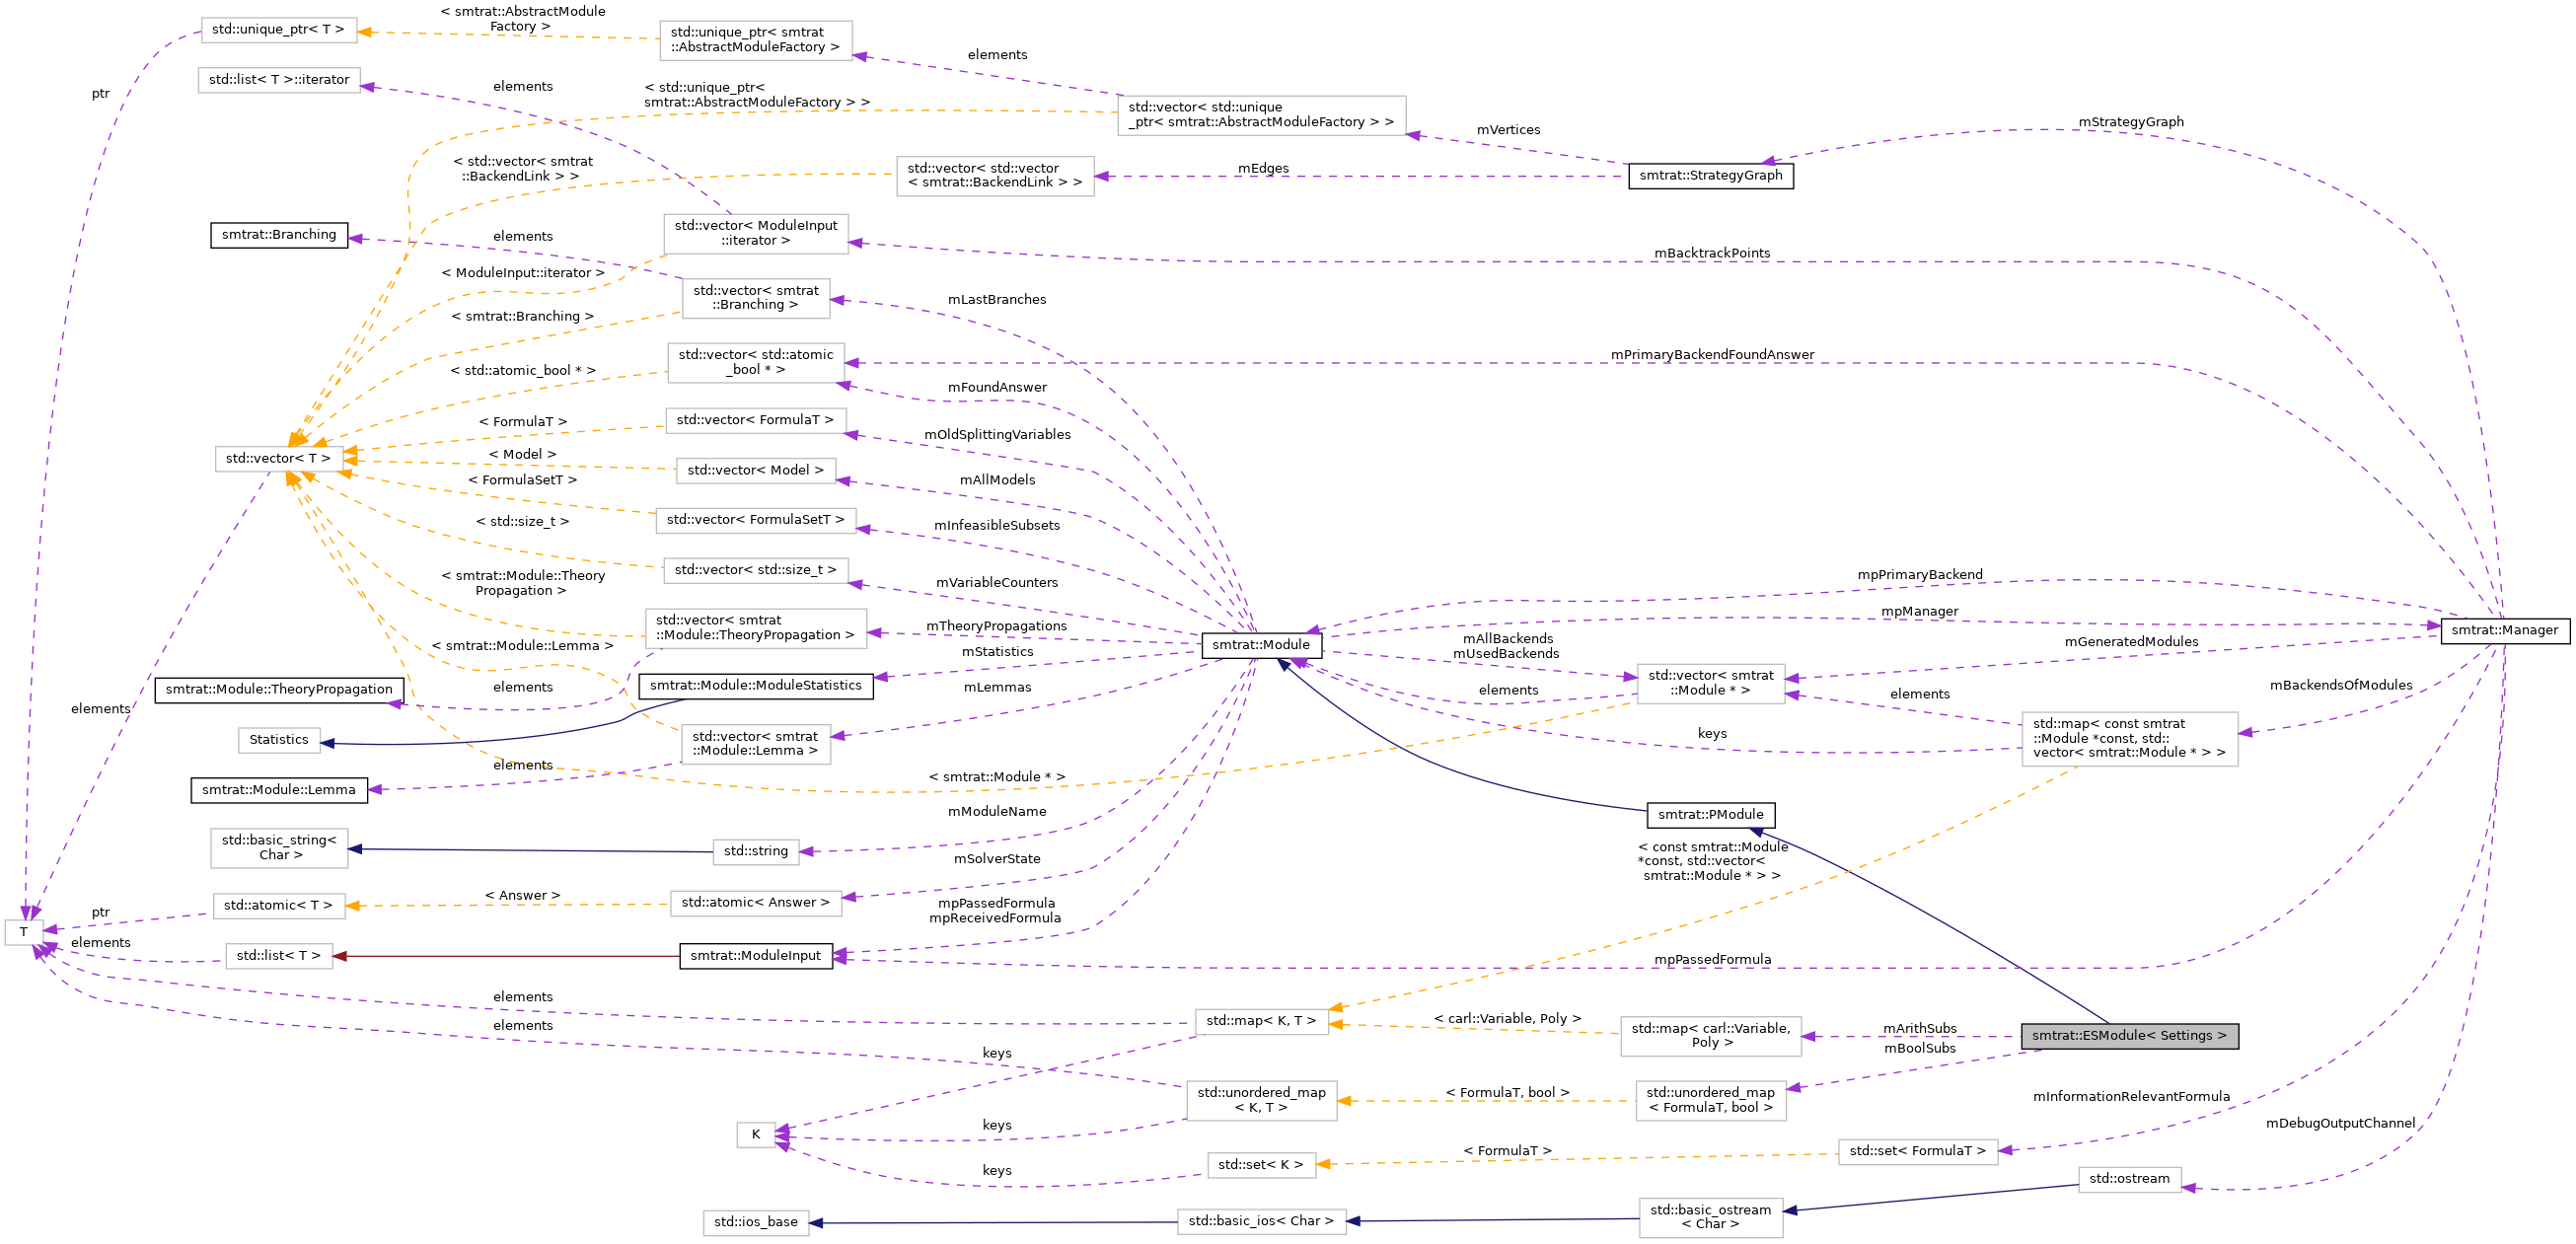 < smtrat::AbstractModule
Factory >
std::unique_ptr< T >
std::unique_ptr< smtrat
::AbstractModuleFactory >
elements
std::list< T >::iterator
elements
ptr
< std::unique_ptr<
smtrat::AbstractModuleFactory > >
std::vector< std::unique
_ptr< smtrat::AbstractModuleFactory > >
mVertices
mStrategyGraph
< std::vector< smtrat
::BackendLink > >
std::vector< std::vector
< smtrat::BackendLink > >
mEdges
smtrat::StrategyGraph
smtrat::Branching
elements
std::vector< ModuleInput
::iterator >
mBacktrackPoints
< ModuleInput::iterator >
std::vector< smtrat
::Branching >
mLastBranches
< smtrat::Branching >
std::vector< std::atomic
_bool * >
mPrimaryBackendFoundAnswer
< std::atomic_bool * >
mFoundAnswer
< FormulaT >
std::vector< FormulaT >
mOldSplittingVariables
std::vector< T >
< Model >
std::vector< Model >
mAllModels
< FormulaSetT >
std::vector< FormulaSetT >
mInfeasibleSubsets
< std::size_t >
std::vector< std::size_t >
mVariableCounters
< smtrat::Module::Theory
Propagation >
std::vector< smtrat
::Module::TheoryPropagation >
mTheoryPropagations
mpPrimaryBackend
mpManager
smtrat::Manager
smtrat::Module
mAllBackends
mUsedBackends
mGeneratedModules
< smtrat::Module::Lemma >
mStatistics
smtrat::Module::TheoryPropagation
elements
smtrat::Module::ModuleStatistics
mLemmas
elements
std::vector< smtrat
::Module * >
elements
mBackendsOfModules
elements
Statistics
std::vector< smtrat
::Module::Lemma >
keys
std::map< const smtrat
::Module *const, std::
vector< smtrat::Module * > >
elements
smtrat::Module::Lemma
< smtrat::Module * >
mModuleName
smtrat::PModule
std::basic_string<
Char >
std::string
mSolverState
< const smtrat::Module
*const, std::vector<
smtrat::Module * > >
< Answer >
std::atomic< T >
std::atomic< Answer >
mpPassedFormula
mpReceivedFormula
ptr
T
elements
std::list< T >
smtrat::ModuleInput
mpPassedFormula
elements
std::map< K, T >
< carl::Variable, Poly >
std::map< carl::Variable,
Poly >
mArithSubs
smtrat::ESModule< Settings >
elements
keys
mBoolSubs
std::unordered_map
< K, T >
< FormulaT, bool >
std::unordered_map
< FormulaT, bool >
mInformationRelevantFormula
K
keys
mDebugOutputChannel
keys
std::set< K >
< FormulaT >
std::set< FormulaT >
std::ostream
std::ios_base
std::basic_ios< Char >
std::basic_ostream
< Char >